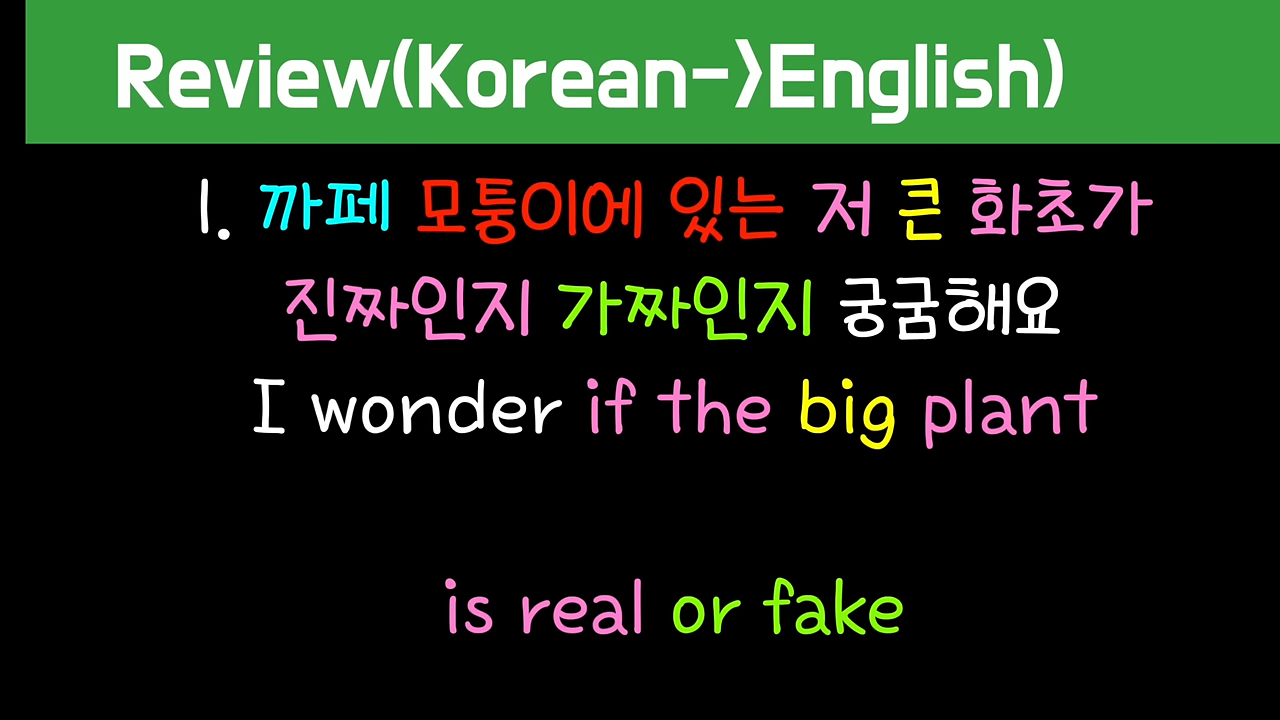 Review(Korean->English)
1. 까페 모퉁이에 있는 저 큰 화초가
진짜인지 가짜인지 궁굼해요
I wonder if the big plant
is real or fake